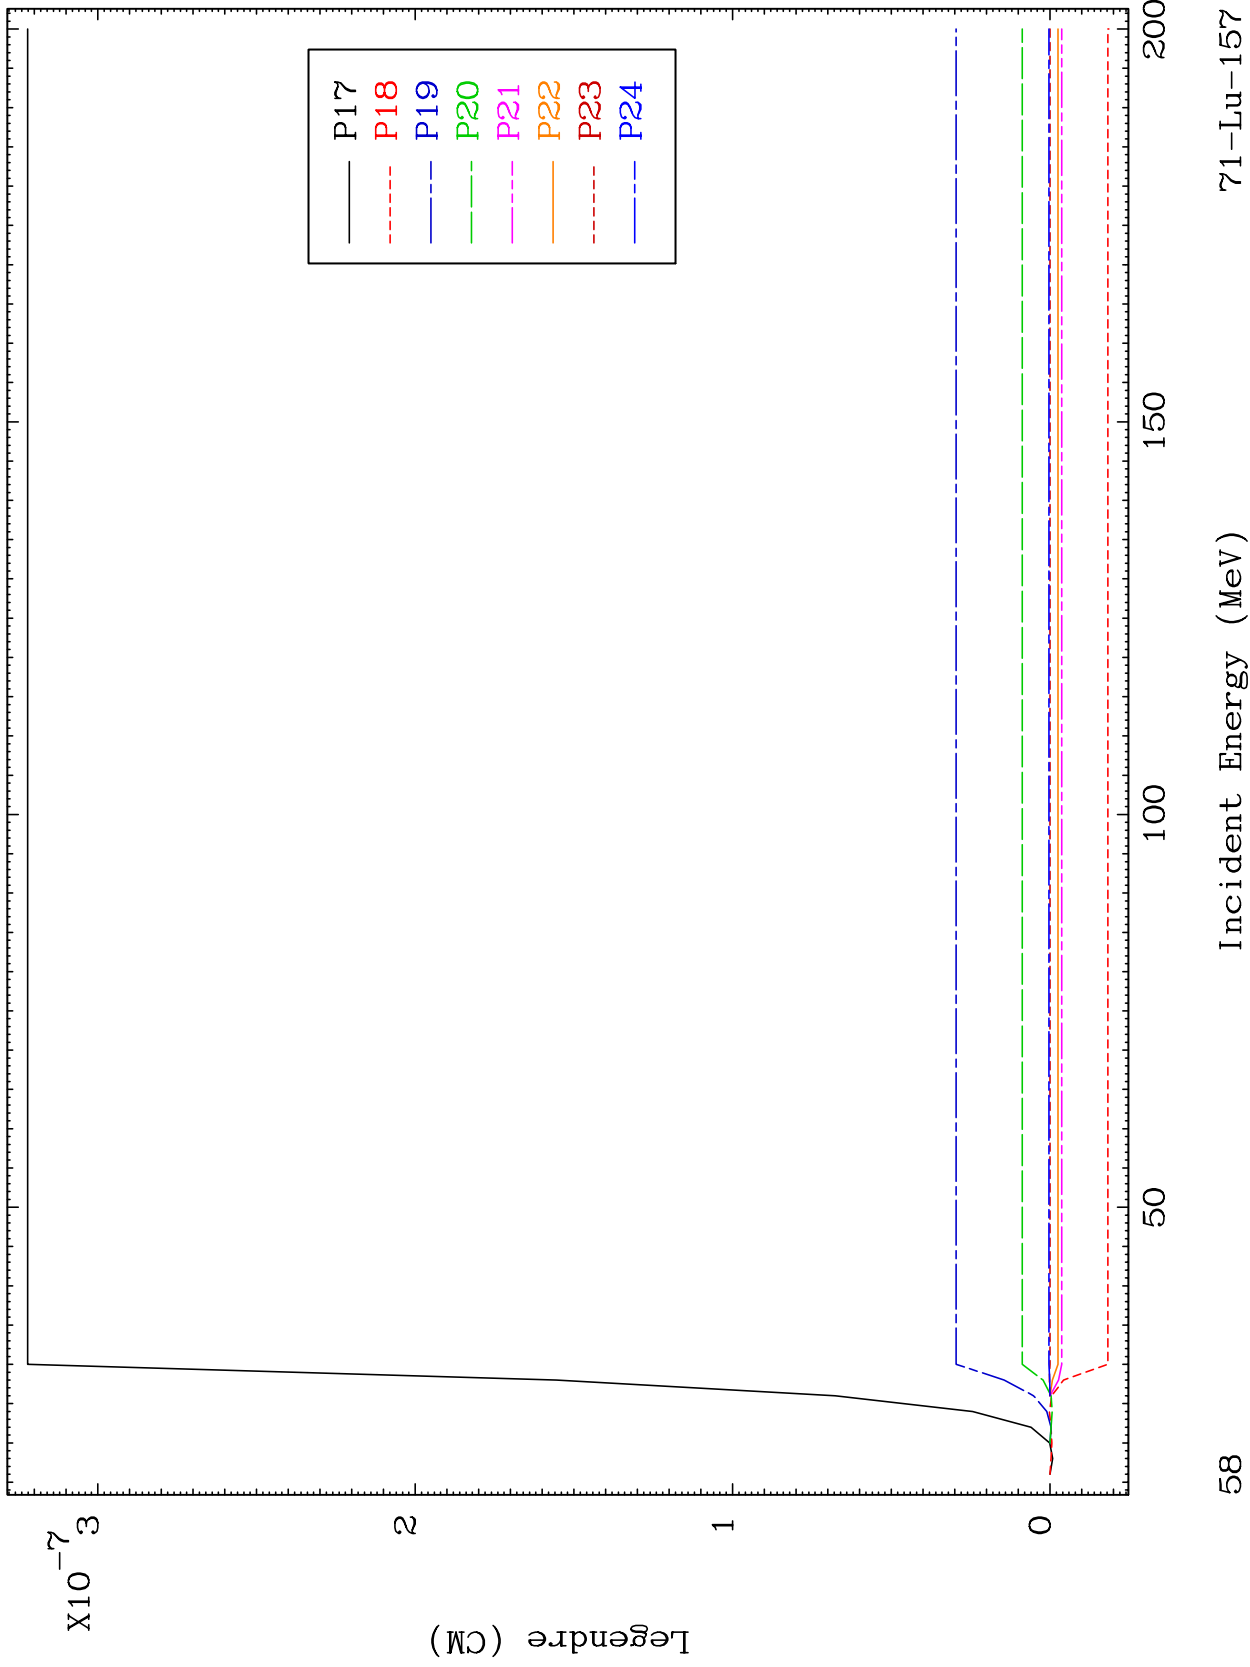 X10⁻⁷
3
2
1
0
Legendre (CM)
P17
P18
P19
P20
P21
P22
P23
P24
50
100
150
200
58
Incident Energy (MeV)
71-Lu-157